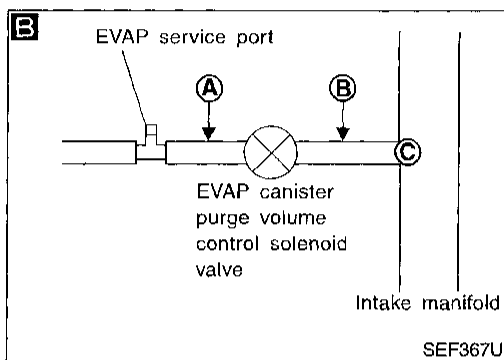 B
EVAP service port
A
B
C
EVAP canister
purge volume
control solenoid
valve
Intake manifold
SEF367U